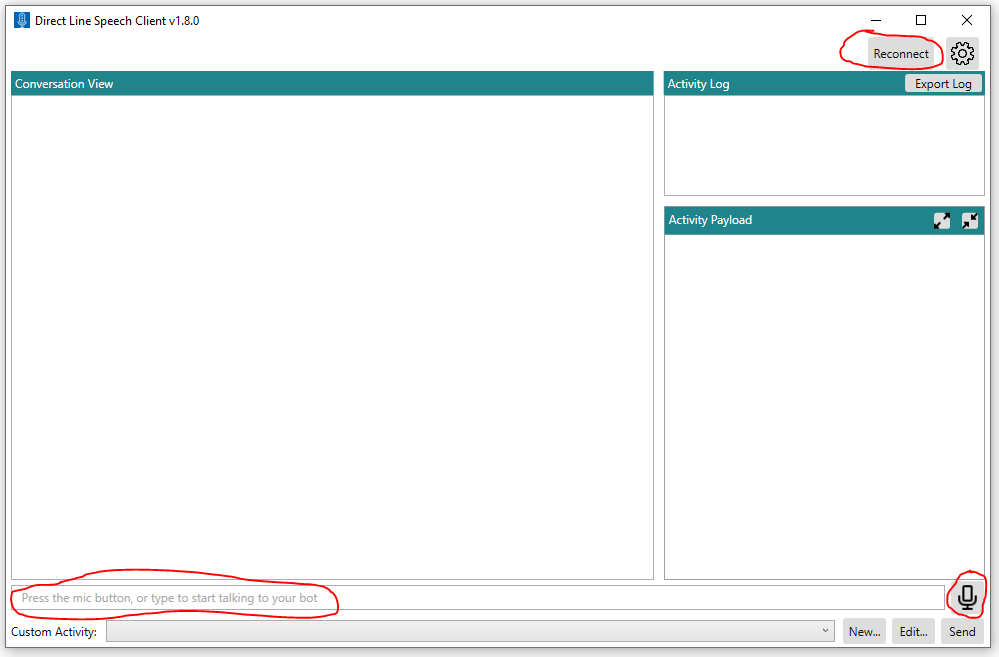 Direct Line Speech Client v1.8.0
Reconnect
Conversation View
Activity Log
Export Log
Activity Payload
Press the mic button, or type to start talking to your bot
Custom Activity:
New...
Edit...
Send